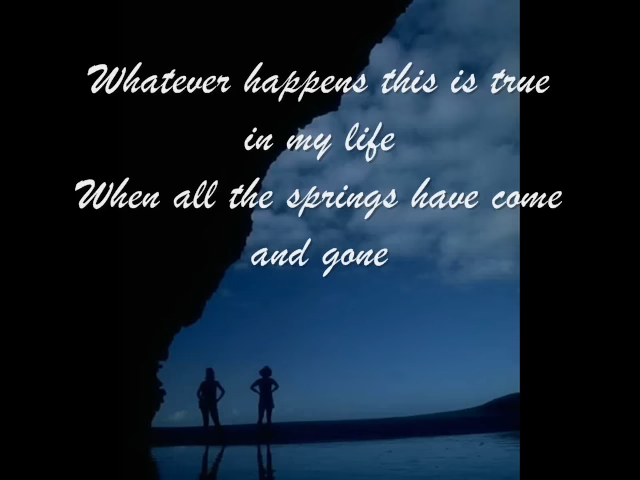 Whatever happens this is true
in my life
When all the springs have come
and gone